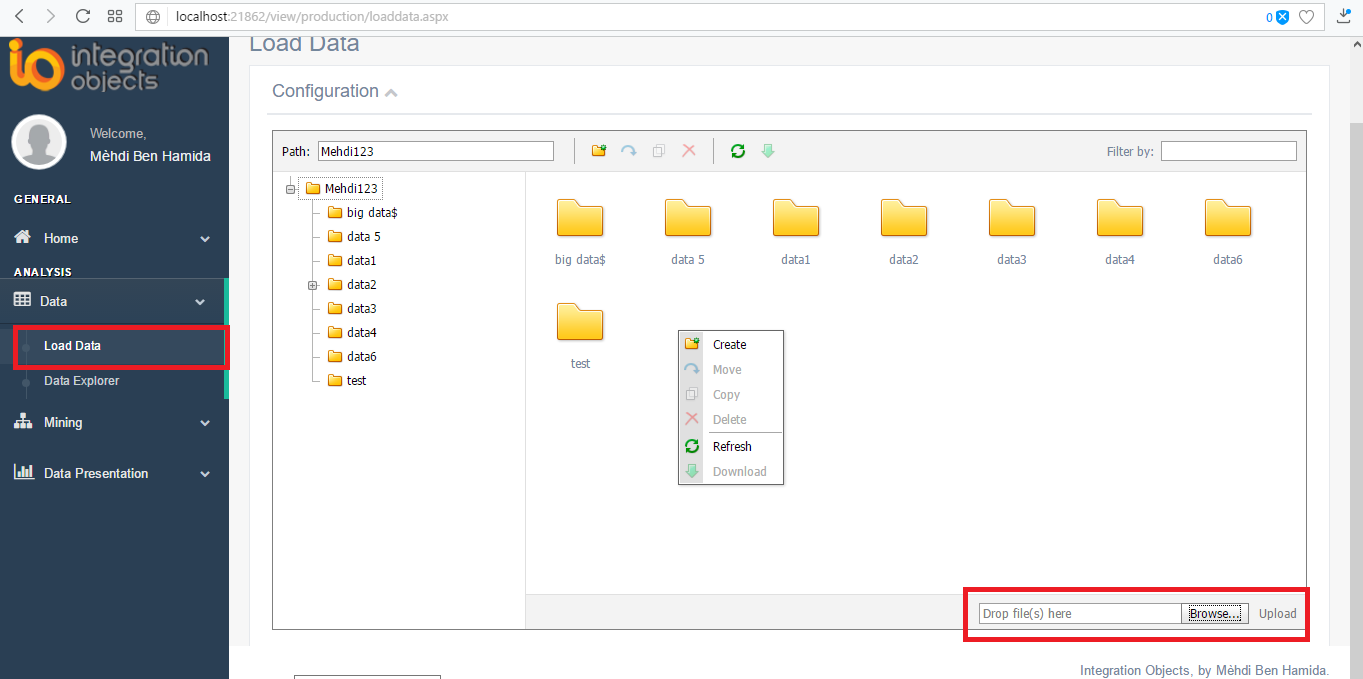 localhost:21862/view/production/loaddata.aspx
0
integration
objects
Welcome,
Mèhdi Ben Hamida
GENERAL
Home
ANALYSIS
Data
Load Data
Data Explorer
Mining
Data Presentation
Load Data
Configuration
Path: Mehdi123
Filter by:
Mehdi123
big data$
data 5
data1
data2
data3
data4
data6
test
big data$ data 5 data1 data2 data3 data4 data6
test
Create
Move
Copy
Delete
Refresh
Download
Drop file(s) here Browse... Upload
Integration Objects, by Mèhdi Ben Hamida.